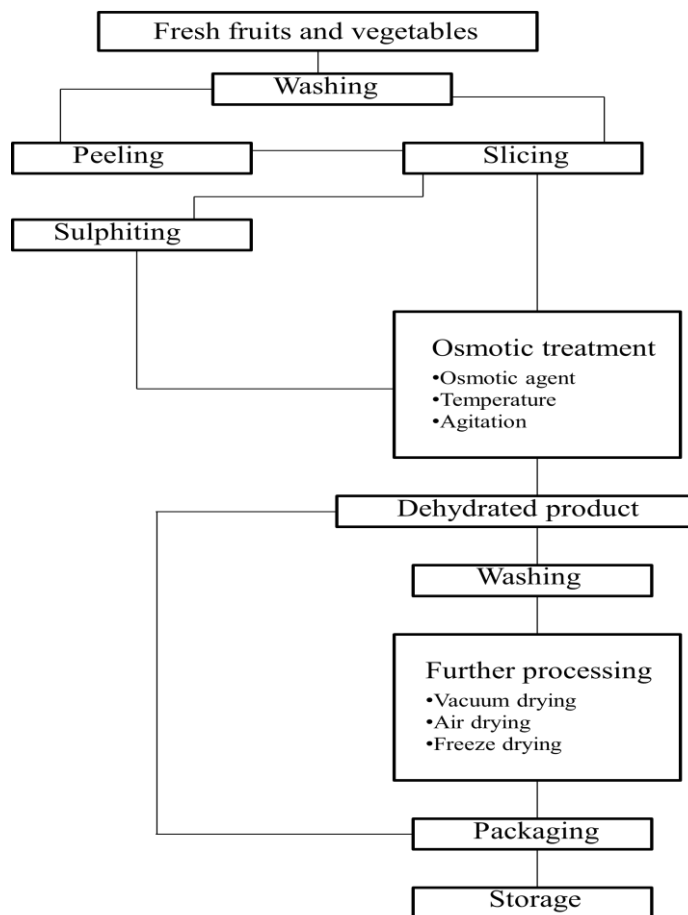 Fresh fruits and vegetables
Washing
Peeling
Slicing
Sulphiting
Osmotic treatment
•Osmotic agent
•Temperature
•Agitation
Dehydrated product
Washing
Further processing
•Vacuum drying
•Air drying
•Freeze drying
Packaging
Storage